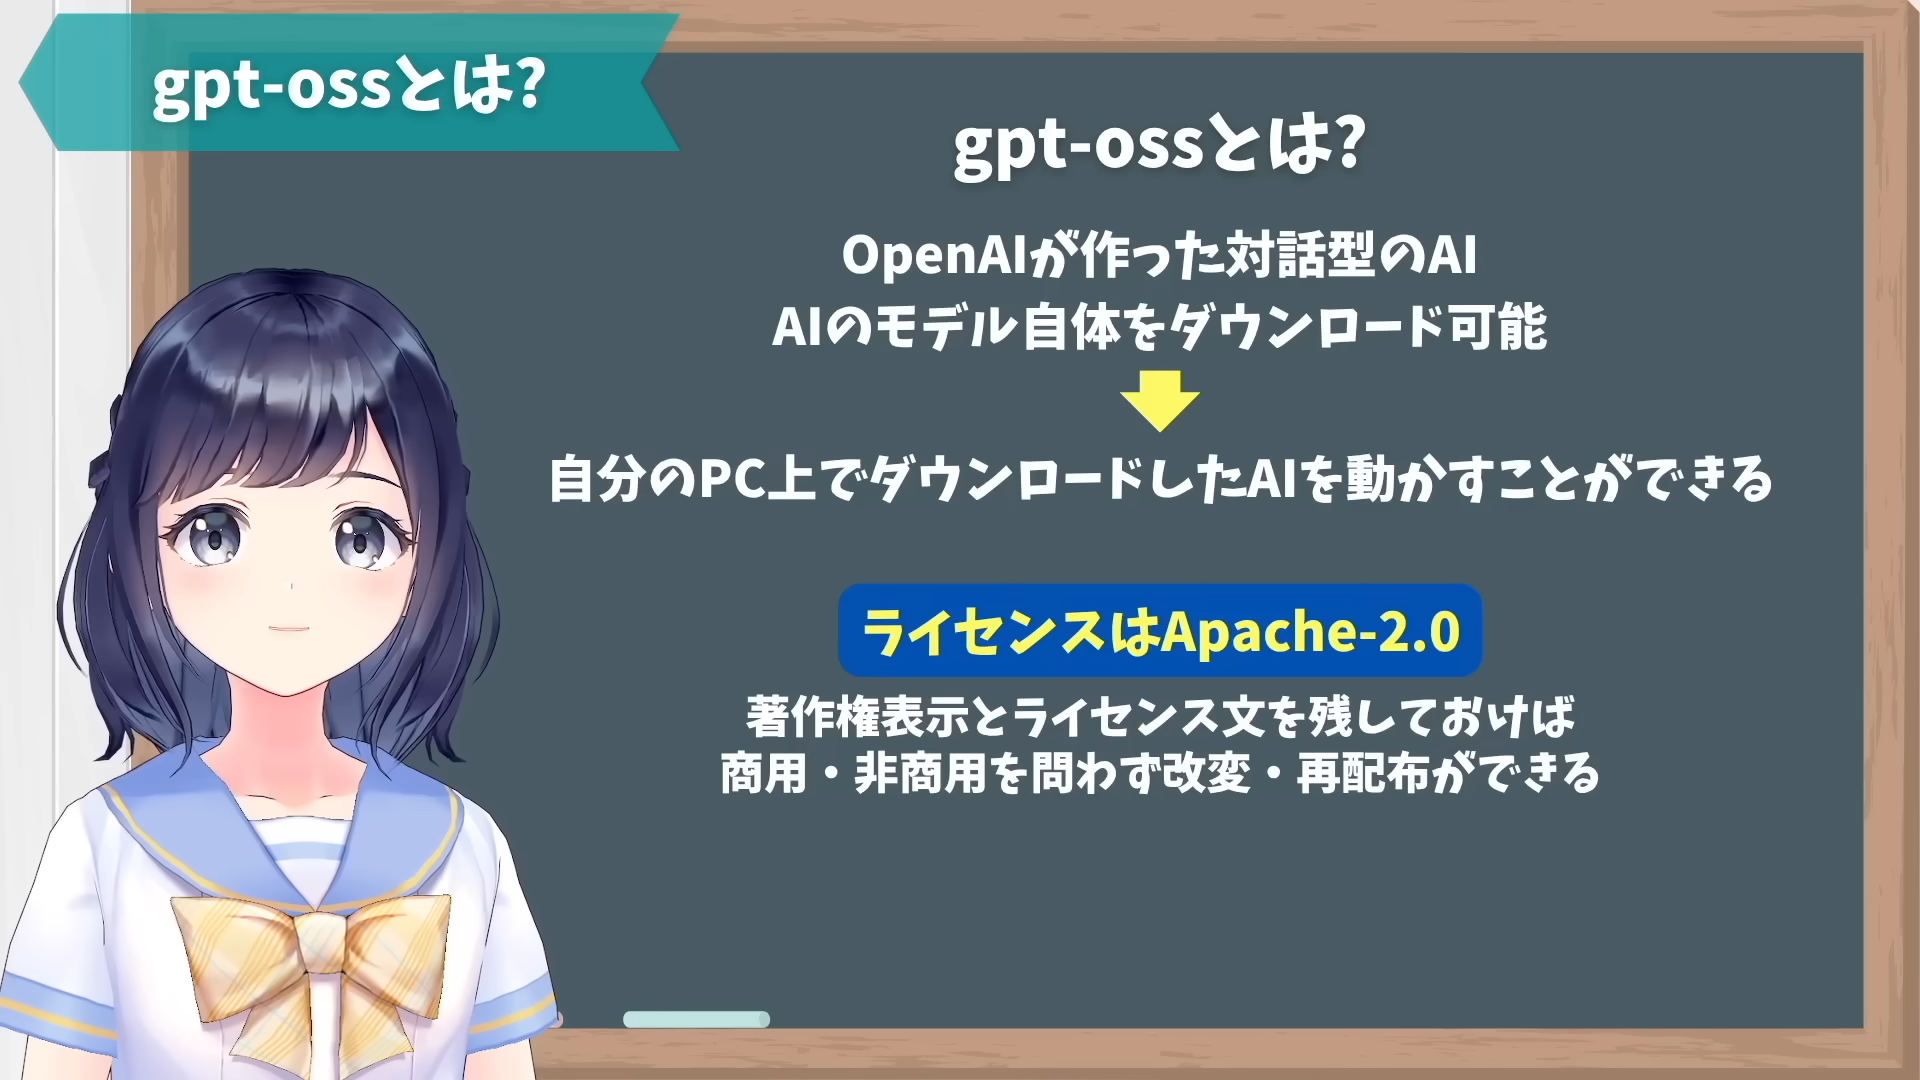 gpt-ossとは?
gpt-ossとは?
OpenAIが作った対話型のAI
AIのモデル自体をダウンロード可能
自分のPC上でダウンロードしたAIを動かすことができる
ライセンスはApache-2.0
著作権表示とライセンス文を残しておけば
商用・非商用を問わず改変・再配布ができる